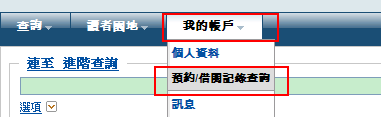 查詢 讀者園地 我的帳戶
個人資料
連至 進階查詢
預約/借閱記錄查詢
選項
訊息